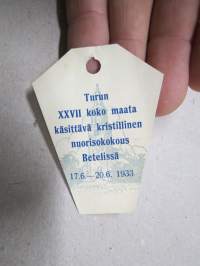 Turun
XXVII koko maata
käsittävä kristillinen
nuorisokokous
Betelissä
17.6.—20.6. 1933